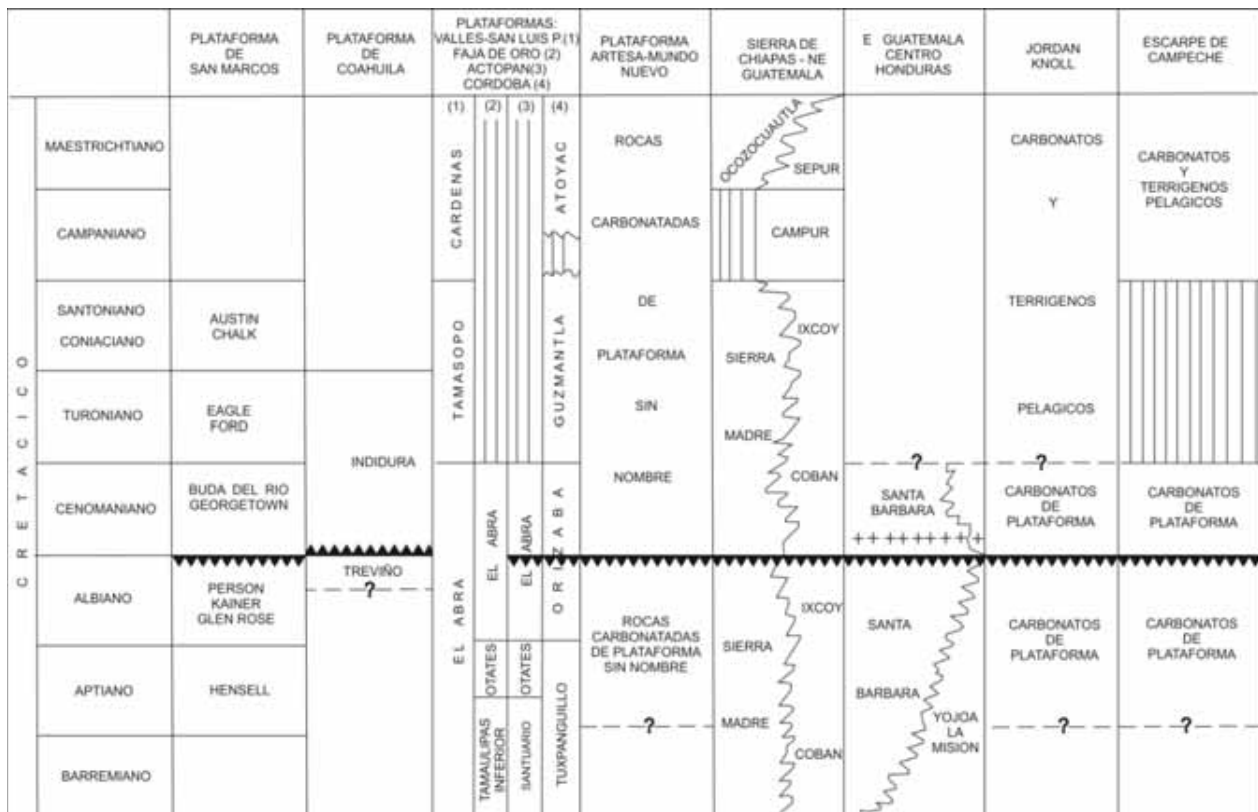 PLATAFORMA
DE
SAN MARCOS
PLATAFORMA
DE
COAHUILA
PLATAFORMAS:
VALLES-SAN LUIS P.(1)
FAJA DE ORO (2)
ACTOPAN(3)
CORDOBA (4)
PLATAFORMA
ARTESA-MUNDO
NUEVO
SIERRA DE
CHIAPAS - NE
GUATEMALA
E GUATEMALA
CENTRO
HONDURAS
JORDAN
KNOLL
ESCARPE DE
CAMPECHE
(1)
(2)
(3)
(4)
CRETACICO
MAESTRICHTIANO
CAMPANIANO
SANTONIANO
CONIACIANO
TURONIANO
CENOMANIANO
ALBIANO
APTIANO
BARREMIANO
AUSTIN
CHALK
EAGLE
FORD
BUDA DEL RIO
GEORGETOWN
PERSON
KAINER
GLEN ROSE
HENSELL
INDIDURA
TREVIÑO
?
CARDENAS
TAMASOPO
EL ABRA
EL ABRA
OTATES
TAMAULIPAS
INFERIOR
EL ABRA
OTATES
SANTUARIO
ATOYAC
GUZMANTLA
ORIZABA
TUXPANGUILLO
ROCAS
CARBONATADAS
DE
PLATAFORMA
SIN
NOMBRE
ROCAS
CARBONATADAS
DE PLATAFORMA
SIN NOMBRE
?
OCOZOCUAUTLA
SEPUR
CAMPUR
IXCOY
SIERRA
MADRE
COBAN
IXCOY
SIERRA
MADRE
COBAN
?
SANTA
BARBARA
+++++++++++
SANTA
BARBARA
YOJOA
LA
MISION
CARBONATOS
Y
TERRIGENOS
PELAGICOS
?
CARBONATOS
DE
PLATAFORMA
CARBONATOS
DE
PLATAFORMA
?
CARBONATOS
Y
TERRIGENOS
PELAGICOS
CARBONATOS
DE
PLATAFORMA
CARBONATOS
DE
PLATAFORMA
?